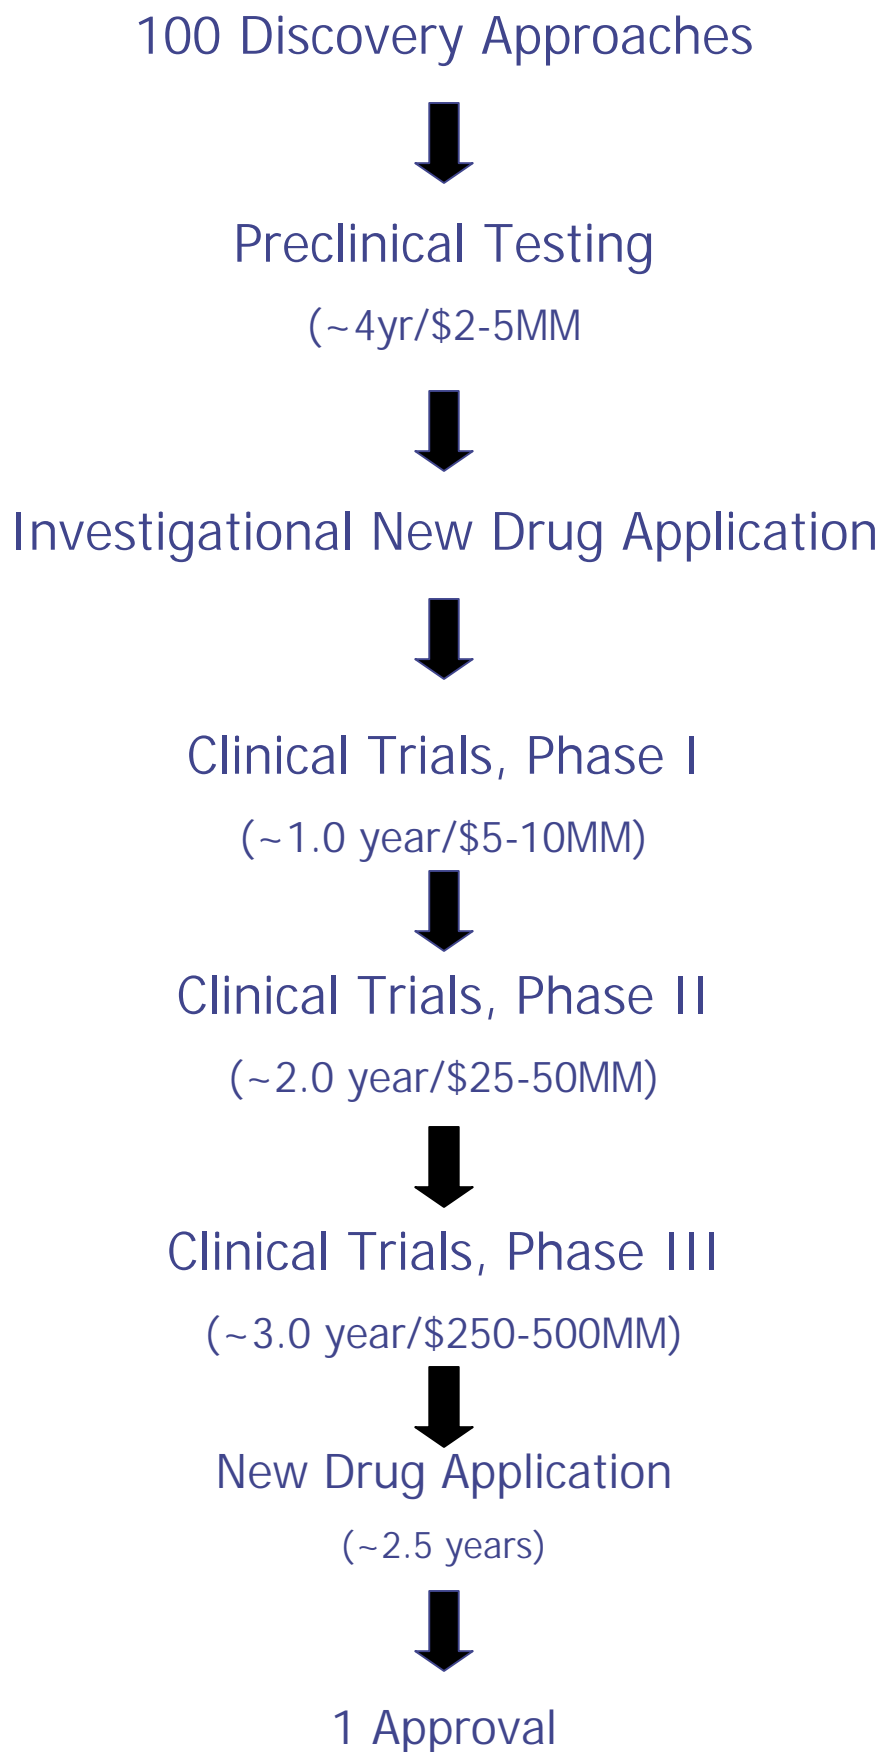 100 Discovery Approaches
Preclinical Testing
(~4yr/$2-5MM
Investigational New Drug Application
Clinical Trials, Phase I
(~1.0 year/$5-10MM)
Clinical Trials, Phase II
(~2.0 year/$25-50MM)
Clinical Trials, Phase III
(~3.0 year/$250-500MM)
New Drug Application
(~2.5 years)
1 Approval